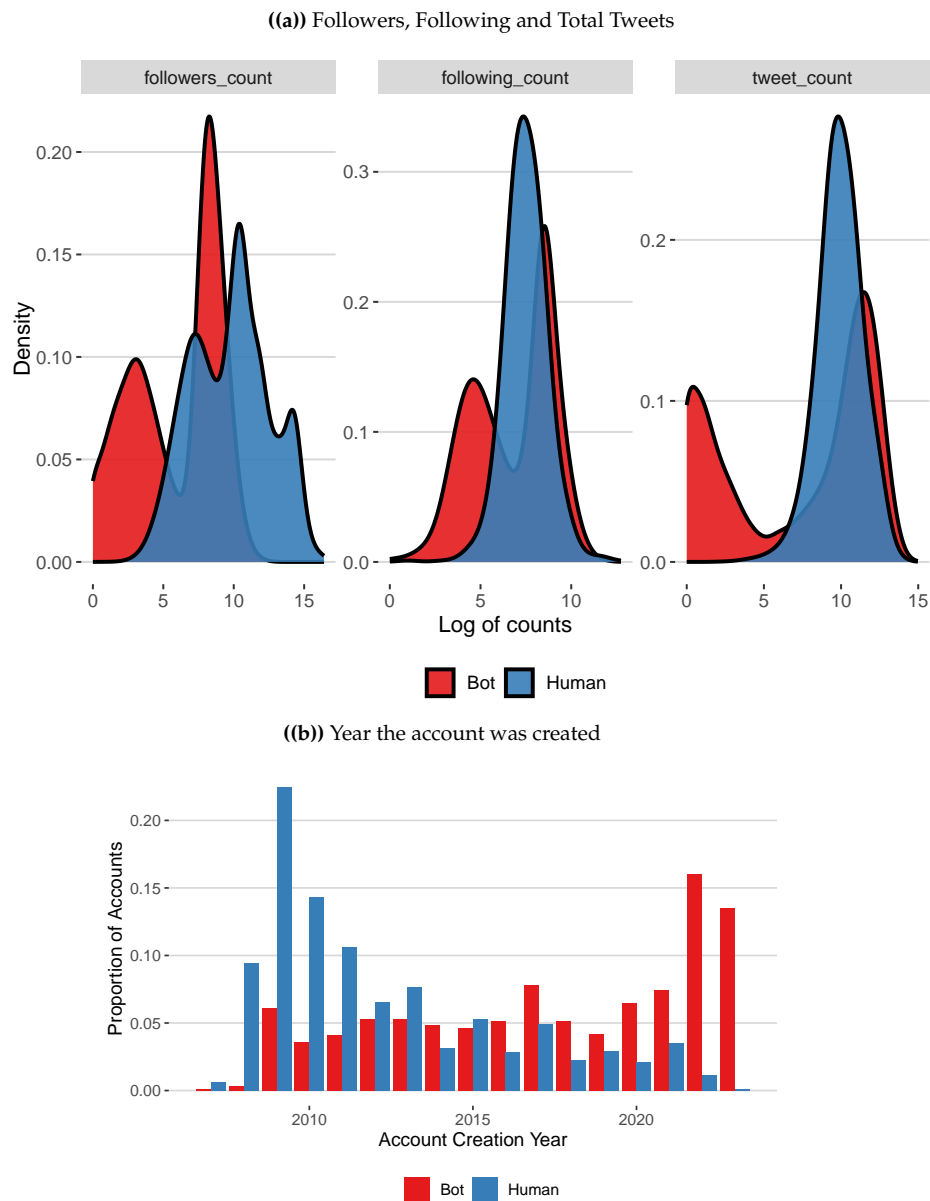 ((a)) Followers, Following and Total Tweets
followers_count following_count tweet_count
Density
0.20
0.15
0.10
0.05
0.00
0.3
0.2
0.1
0.0
0.2
0.1
0.0
0 5 10 15
0 5 10
0 5 10 15
Log of counts
Bot Human
((b)) Year the account was created
Proportion of Accounts
0.20
0.15
0.10
0.05
0.00
2010 2015 2020
Account Creation Year
Bot Human